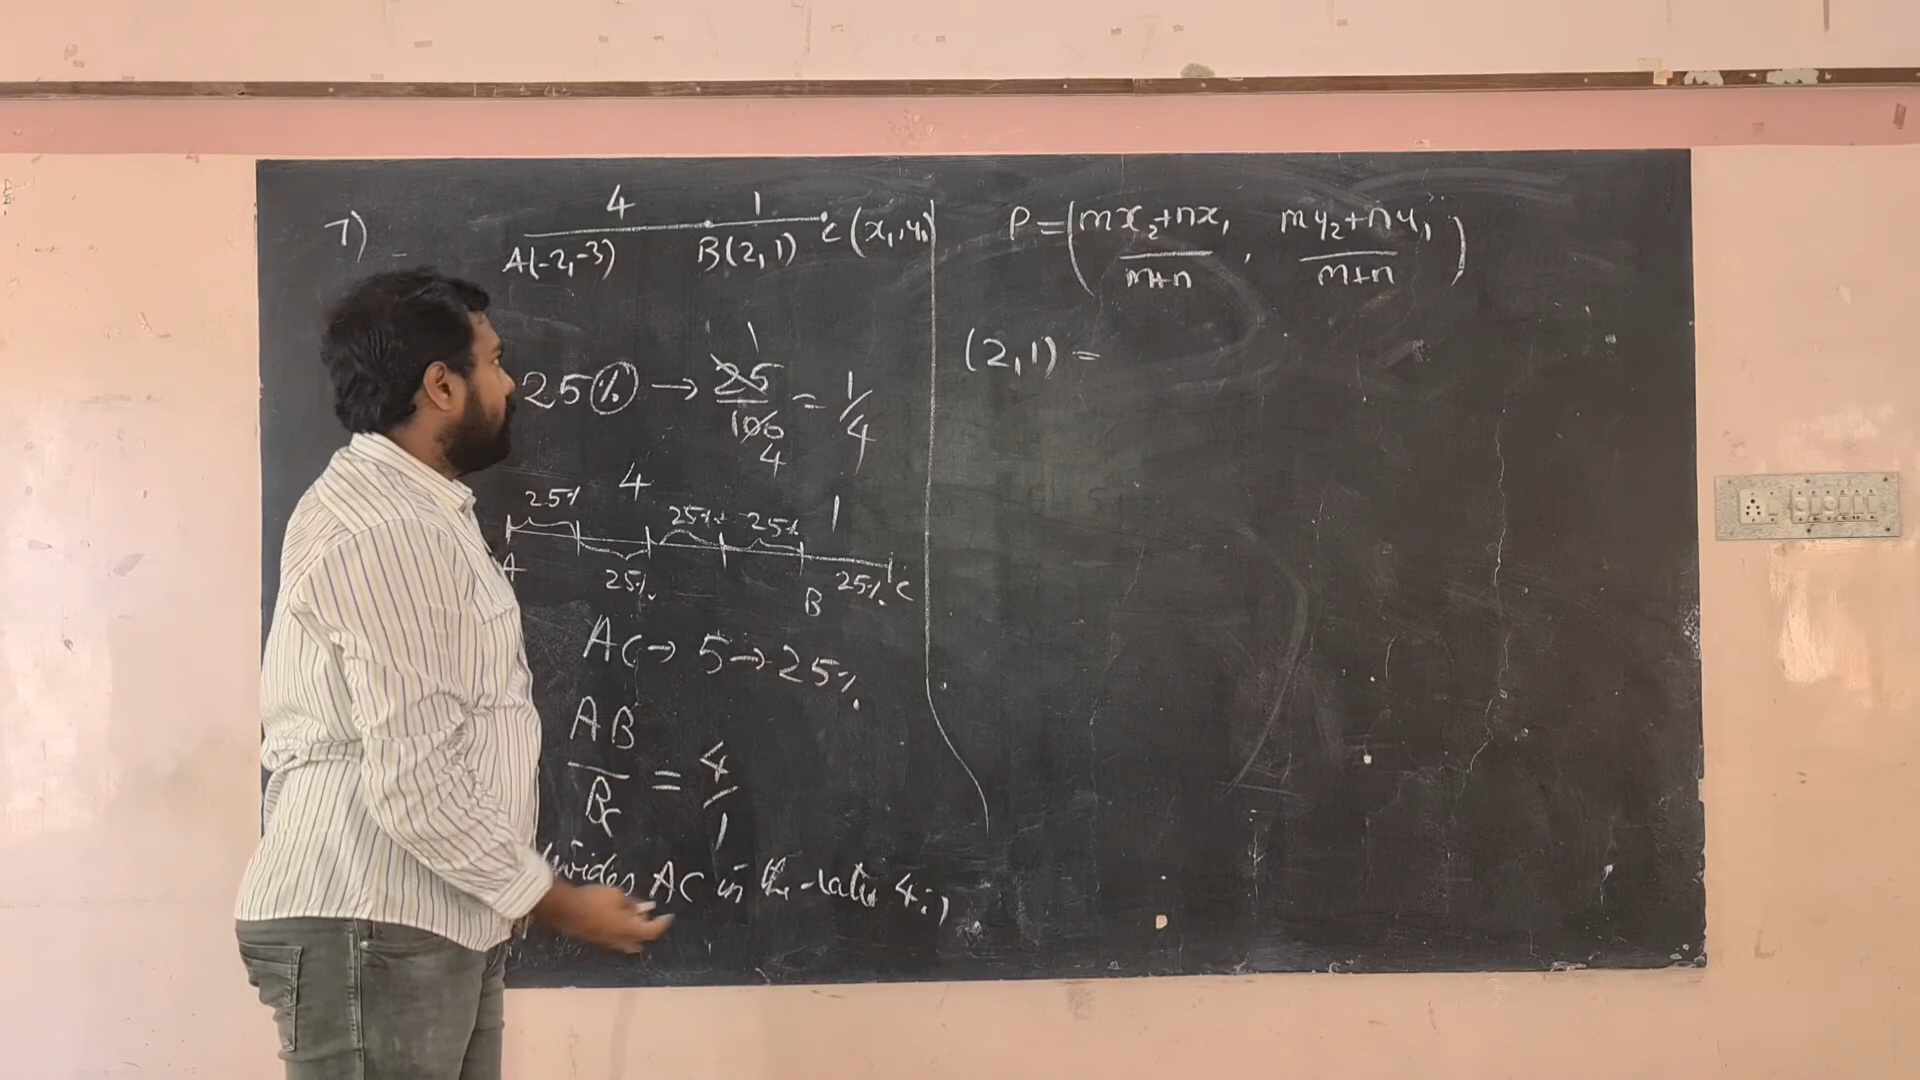 7)
4 1
A(-2,-3) B(2,1) C(x,,y,)
25% → 25/100 = 1/4
1
4
4 1
25% 25% 25%
A 25% B 25% C
AC → 5 → 25%
AB/BC = 4/1
AC in the ratio 4:1
P = (mx₂+nx₁/m+n , my₂+ny₁/m+n)
(2,1) =